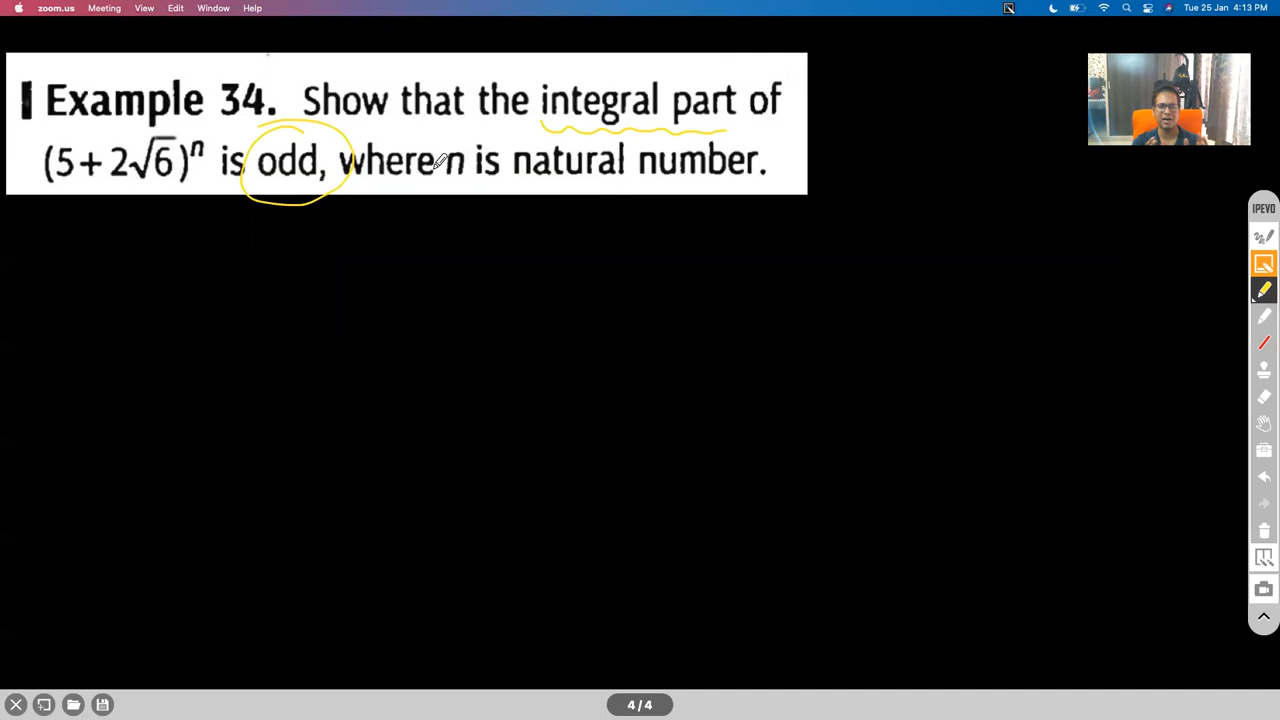 zoom.us Meeting View Edit Window Help Tue 25 Jan 4:13 PM
Example 34. Show that the integral part of
(5 + 2√6)ⁿ is odd, where n is natural number.
IPEVO
4 / 4